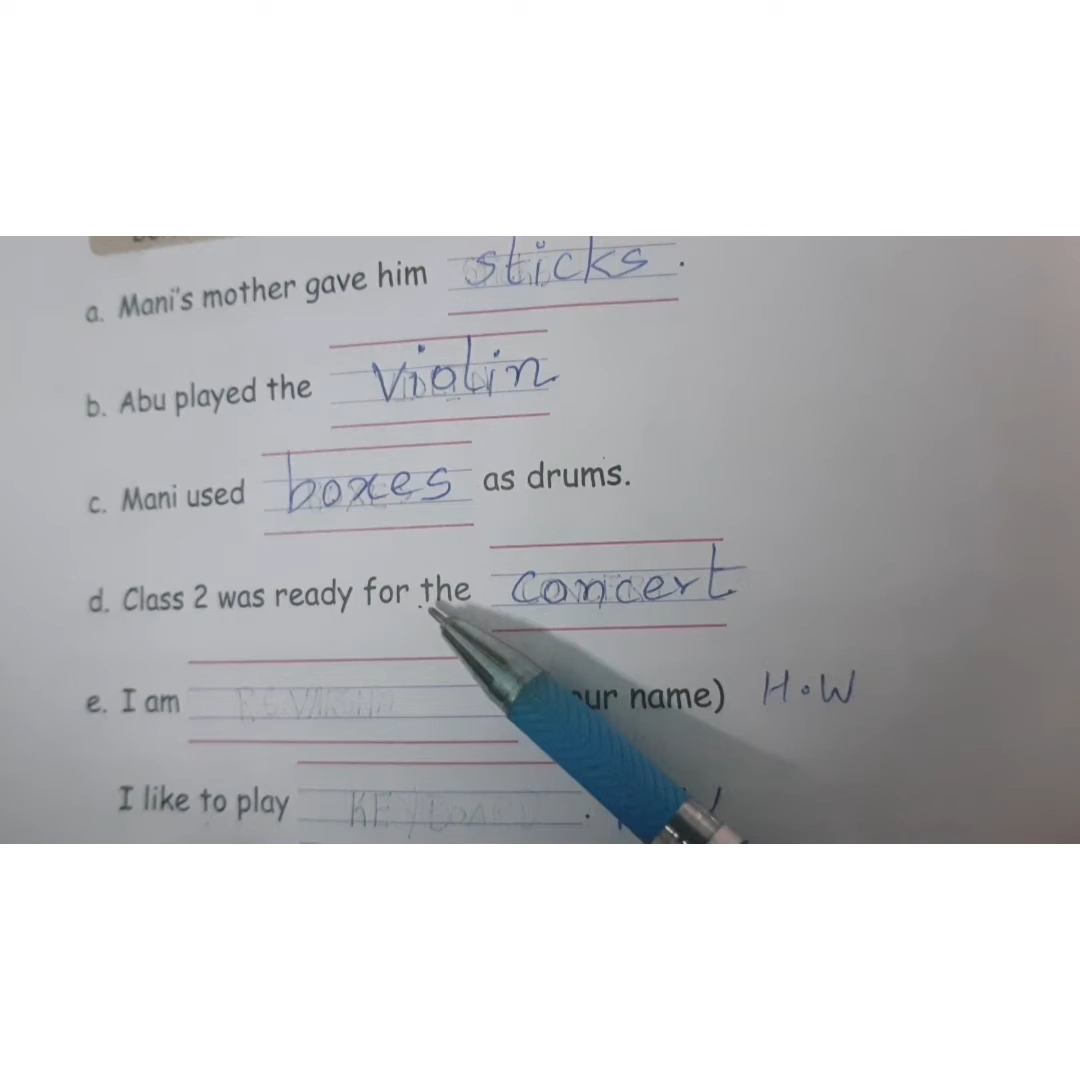 a. Mani's mother gave him sticks.
b. Abu played the violin
c. Mani used boxes as drums.
d. Class 2 was ready for the concert
e. I am ur name) H.W
I like to play KEYBOARD.